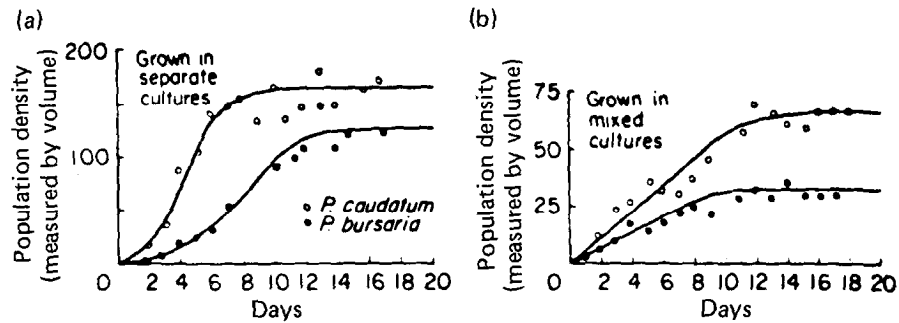 (a)
Population density
(measured by volume)
200
100
0
Grown in
separate
cultures
P. caudatum
P. bursaria
0 2 4 6 8 10 12 14 16 18 20
Days
(b)
Population density
(measured by volume)
75
50
25
Grown in
mixed
cultures
0 2 4 6 8 10 12 14 16 18 20
Days